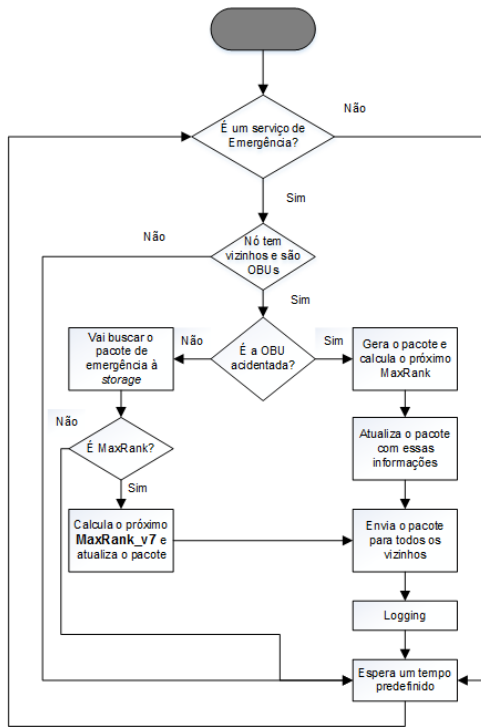 É um serviço de
Emergência?
Não
Sim
Nó tem
vizinhos e são
OBUs
Não
Sim
É a OBU
acidentada?
Não
Sim
Vai buscar o
pacote de
emergência à
storage
Gera o pacote e
calcula o próximo
MaxRank
É MaxRank?
Não
Sim
Atualiza o pacote
com essas
informações
Calcula o próximo
MaxRank_v7 e
atualiza o pacote
Envia o pacote
para todos os
vizinhos
Logging
Espera um tempo
predefinido